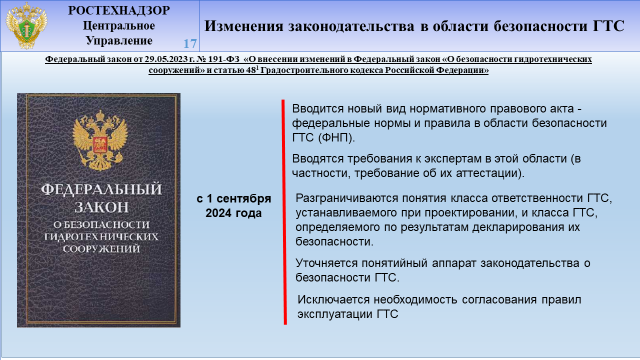 РОСТЕХНАДЗОР
Центральное
Управление
17
Изменения законодательства в области безопасности ГТС
Федеральный закон от 29.05.2023 г. № 191-ФЗ «О внесении изменений в Федеральный закон «О безопасности гидротехнических
сооружений» и статью 48¹ Градостроительного кодекса Российской Федерации»
ФЕДЕРАЛЬНЫЙ
ЗАКОН
О БЕЗОПАСНОСТИ
ГИДРОТЕХНИЧЕСКИХ
СООРУЖЕНИЙ
с 1 сентября
2024 года
Вводится новый вид нормативного правового акта -
федеральные нормы и правила в области безопасности
ГТС (ФНП).
Вводятся требования к экспертам в этой области (в
частности, требование об их аттестации).
Разграничиваются понятия класса ответственности ГТС,
устанавливаемого при проектировании, и класса ГТС,
определяемого по результатам декларирования их
безопасности.
Уточняется понятийный аппарат законодательства о
безопасности ГТС.
Исключается необходимость согласования правил
эксплуатации ГТС